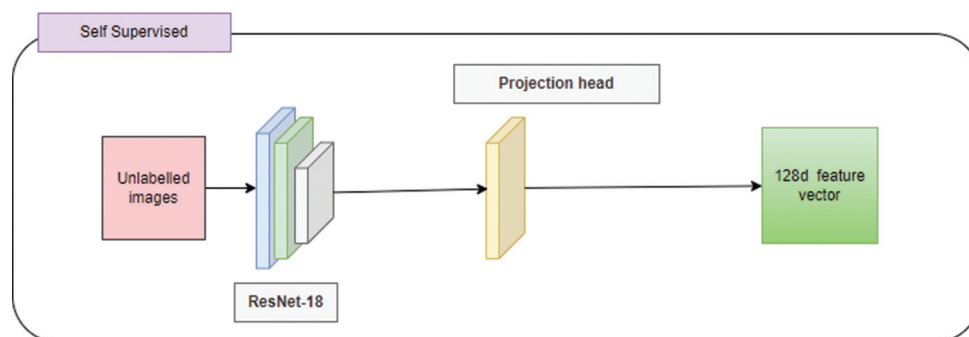 Self Supervised
Projection head
Unlabelled
images
128d feature
vector
ResNet-18